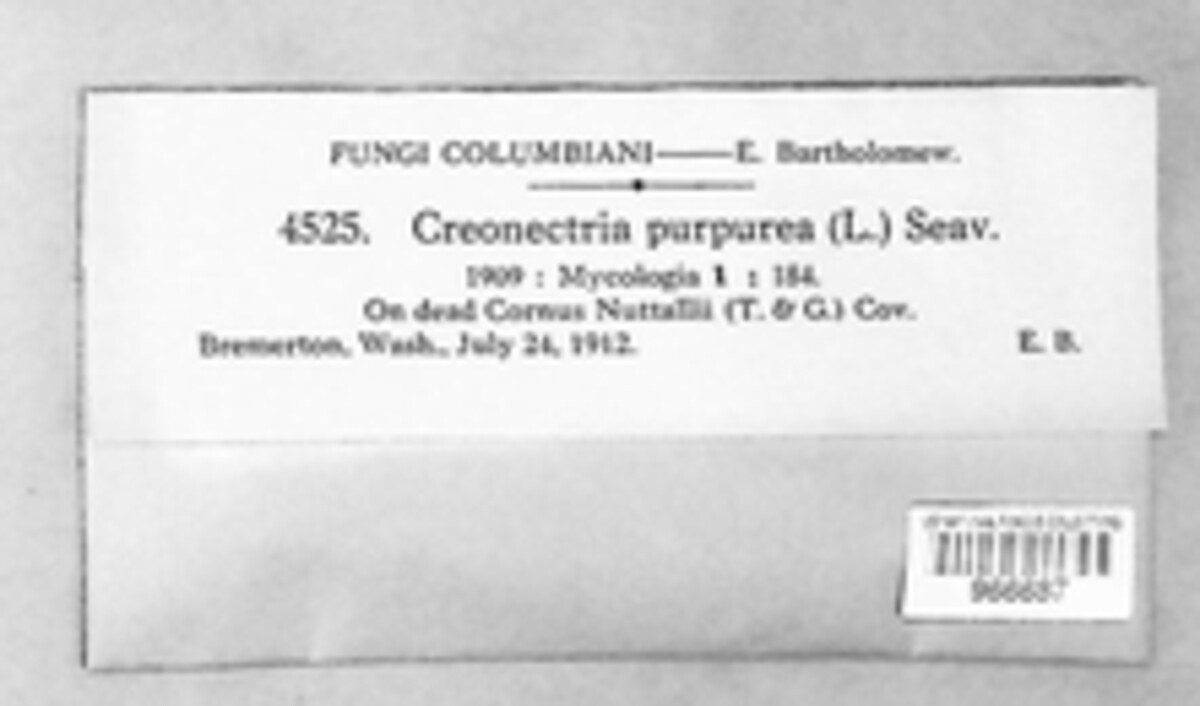 FUNGI COLUMBIANI——E. Bartholomew.
4525. Creonectria purpurea (L.) Seav.
1909 : Mycologia 1 : 184.
On dead Cornus Nuttallii (T. & G.) Cov.
Bremerton, Wash., July 24, 1912. E. B.